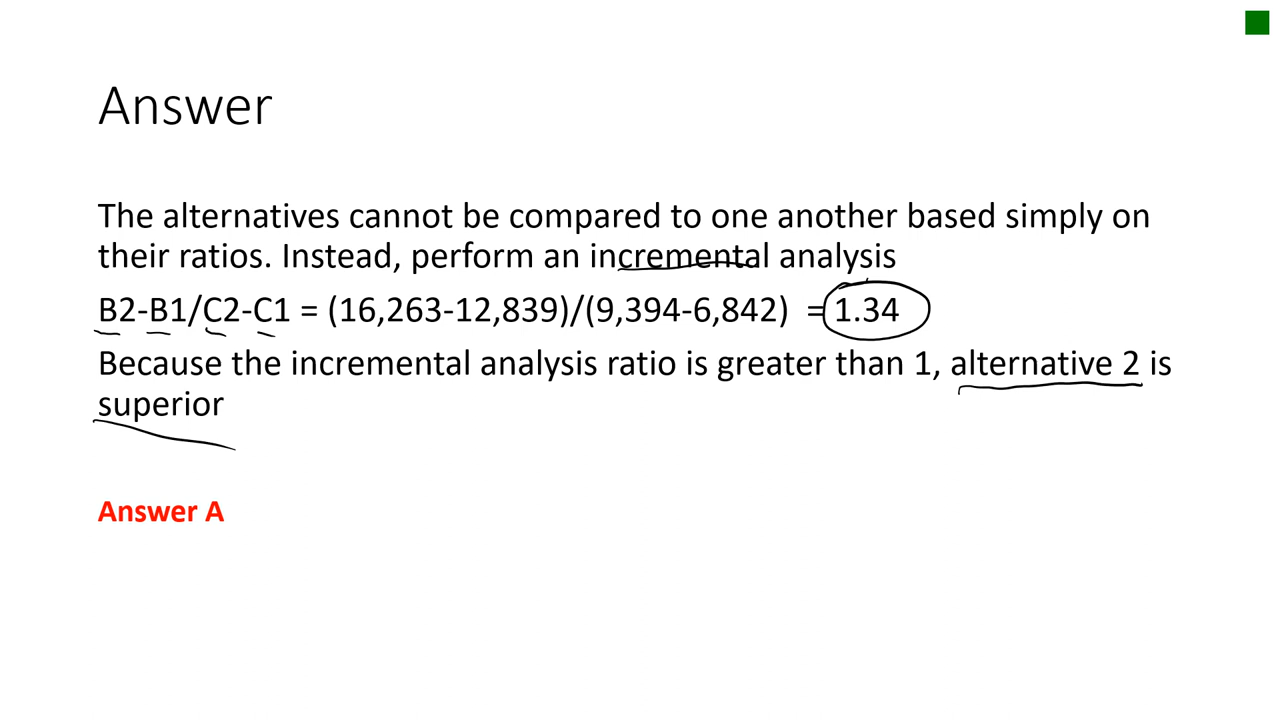 Answer
The alternatives cannot be compared to one another based simply on
their ratios. Instead, perform an incremental analysis
B2-B1/C2-C1 = (16,263-12,839)/(9,394-6,842) = 1.34
Because the incremental analysis ratio is greater than 1, alternative 2 is
superior
Answer A